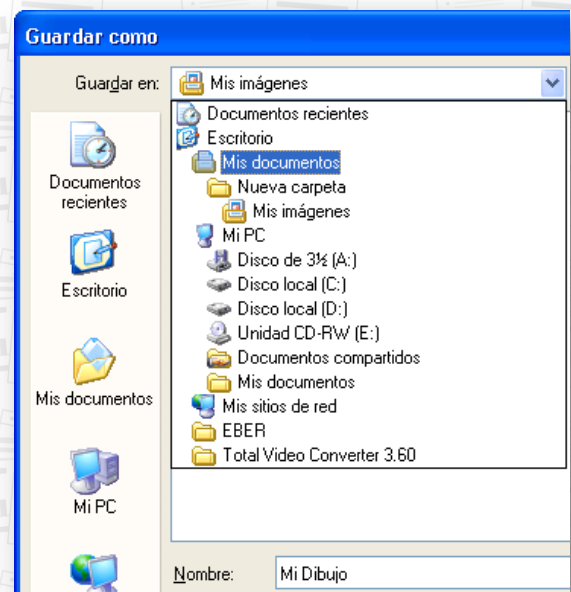 Guardar como
Guardar en: Mis imágenes
Documentos recientes
Escritorio
Mis documentos
Nueva carpeta
Mis imágenes
Mi PC
Disco de 3½ (A:)
Disco local (C:)
Disco local (D:)
Unidad CD-RW (E:)
Documentos compartidos
Mis documentos
Mis sitios de red
EBER
Total Video Converter 3.60
Documentos
recientes
Escritorio
Mis documentos
Mi PC
Nombre: Mi Dibujo